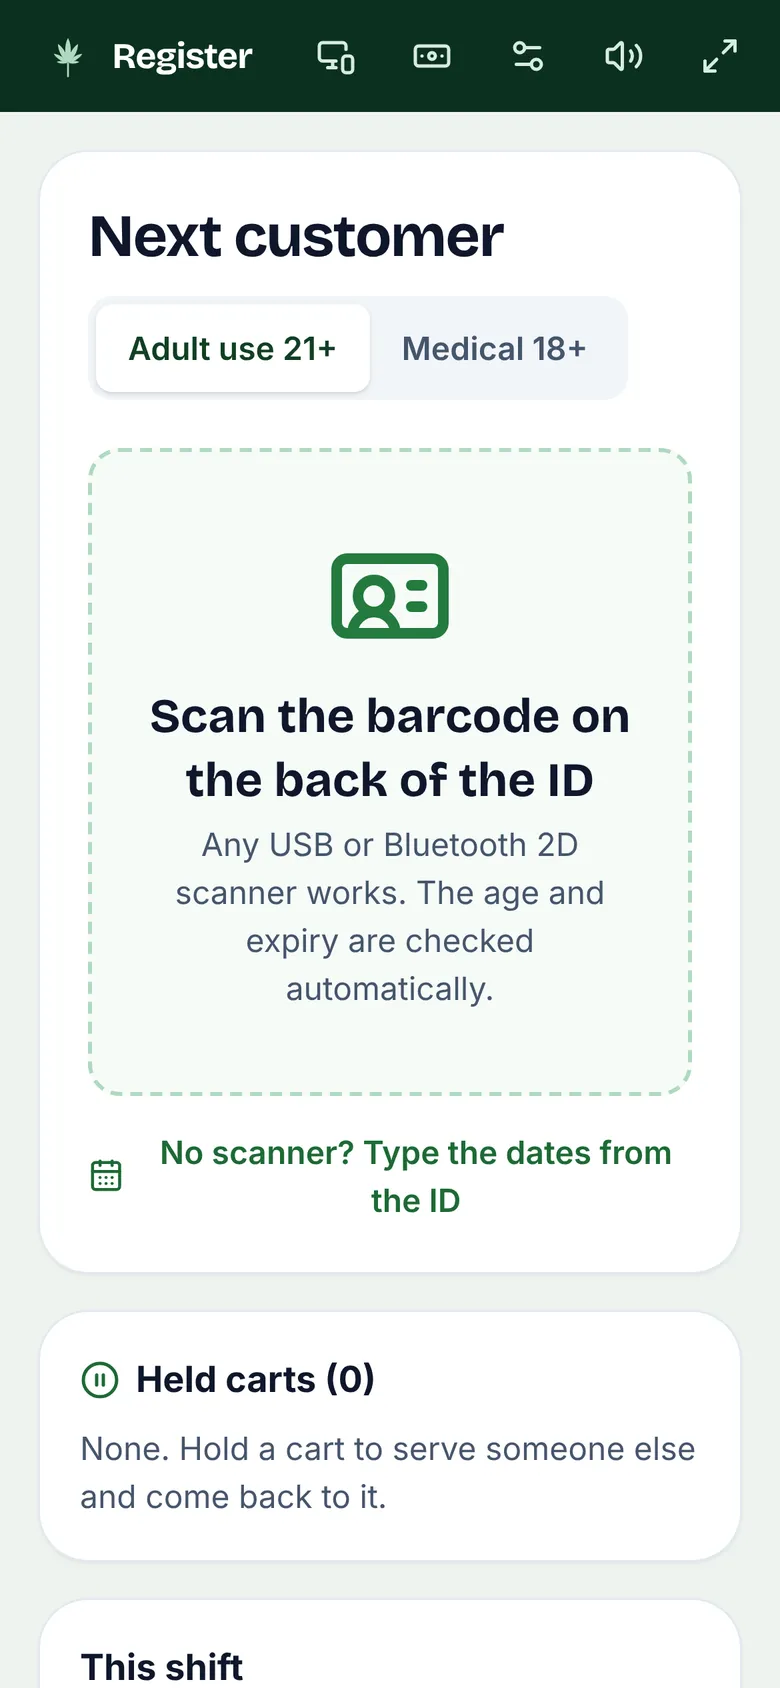 Register
Next customer
Adult use 21+
Medical 18+
Scan the barcode on
the back of the ID
Any USB or Bluetooth 2D
scanner works. The age and
expiry are checked
automatically.
No scanner? Type the dates from
the ID
Held carts (0)
None. Hold a cart to serve someone else
and come back to it.
This shift